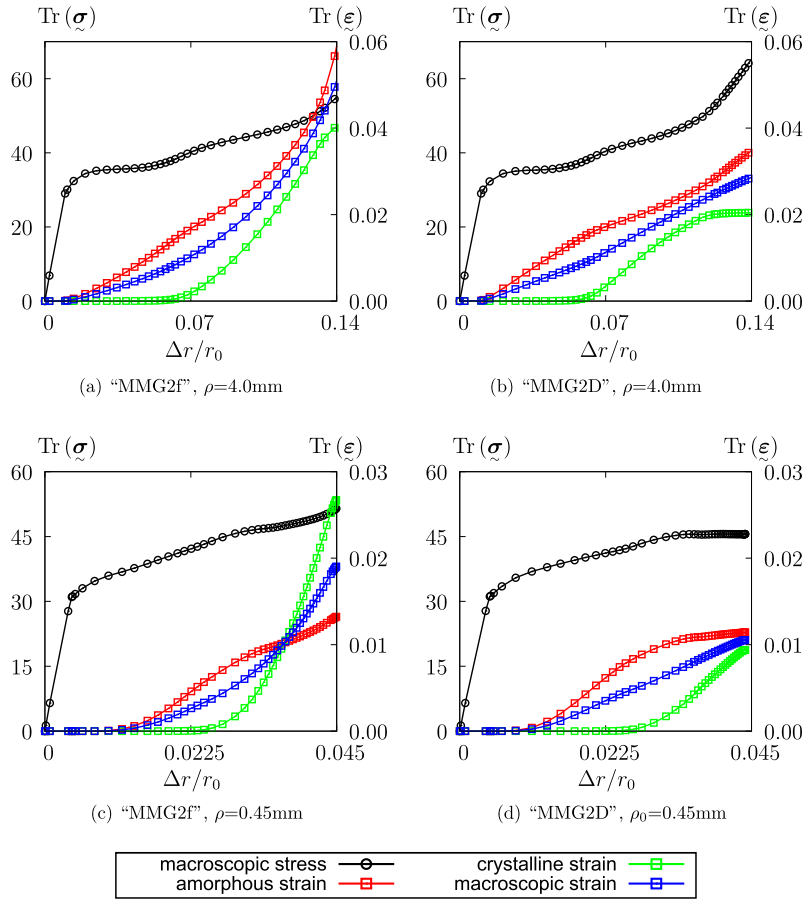 Tr (σ) Tr (ε)
60
40
20
0
0.06
0.04
0.02
0.00
0 0.07 0.14
Δr/r₀
(a) “MMG2f”, ρ=4.0mm
Tr (σ) Tr (ε)
60
40
20
0
0.06
0.04
0.02
0.00
0 0.07 0.14
Δr/r₀
(b) “MMG2D”, ρ=4.0mm
Tr (σ) Tr (ε)
60
45
30
15
0
0.03
0.02
0.01
0.00
0 0.0225 0.045
Δr/r₀
(c) “MMG2f”, ρ=0.45mm
Tr (σ) Tr (ε)
60
45
30
15
0
0.03
0.02
0.01
0.00
0 0.0225 0.045
Δr/r₀
(d) “MMG2D”, ρ₀=0.45mm
macroscopic stress crystalline strain
amorphous strain macroscopic strain